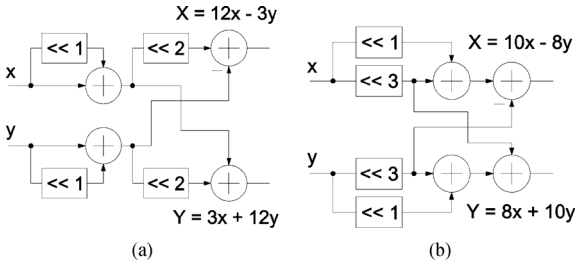 X = 12x - 3y
<< 1
<< 2
x
y
<< 1
<< 2
Y = 3x + 12y
(a)
<< 1
X = 10x - 8y
x
<< 3
y
<< 3
<< 1
Y = 8x + 10y
(b)